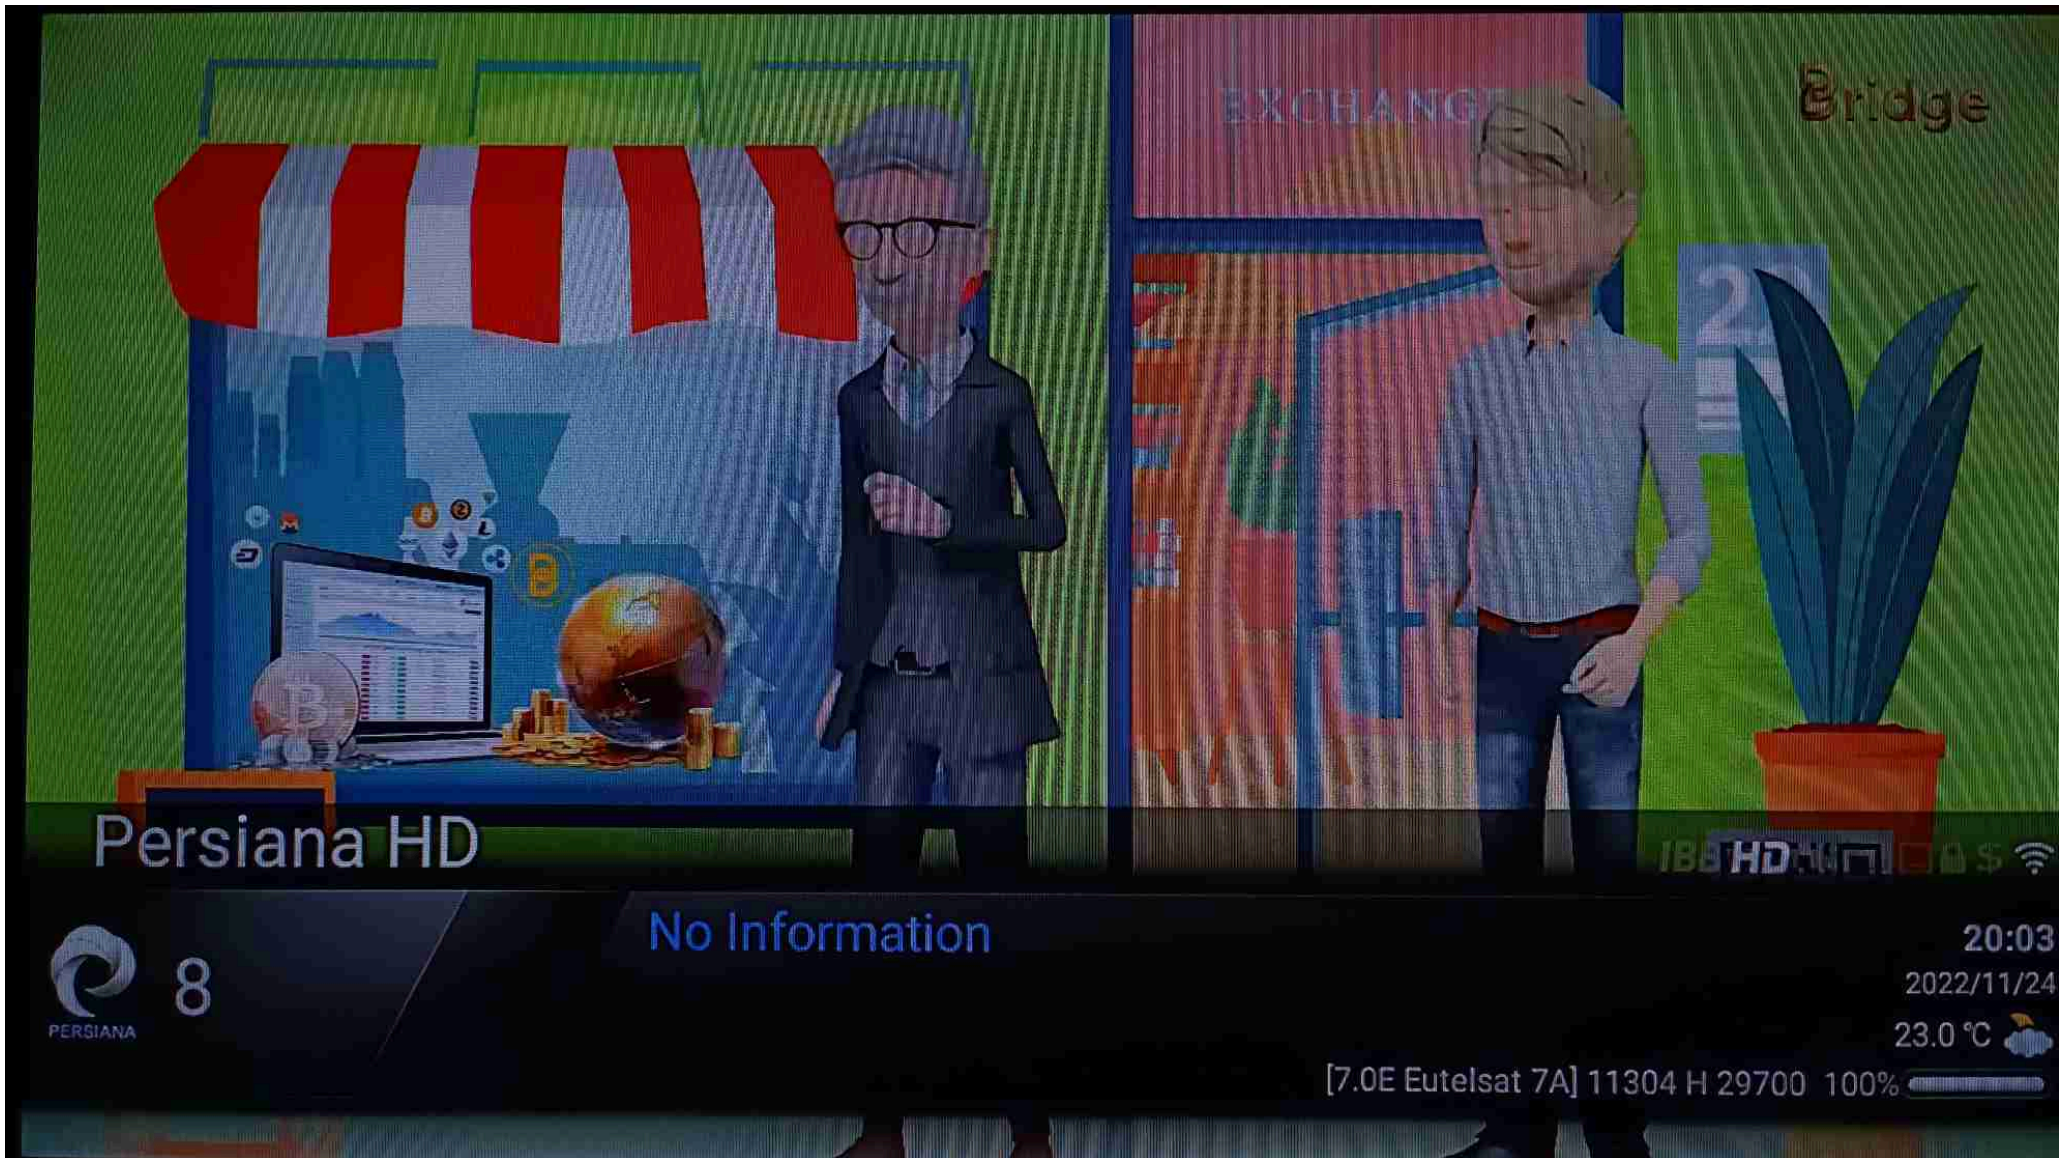 Bridge
EXCHANGE
22
Persiana HD
HD
$
8
PERSIANA
No Information
20:03
2022/11/24
23.0 °C
[7.0E Eutelsat 7A] 11304 H 29700 100%